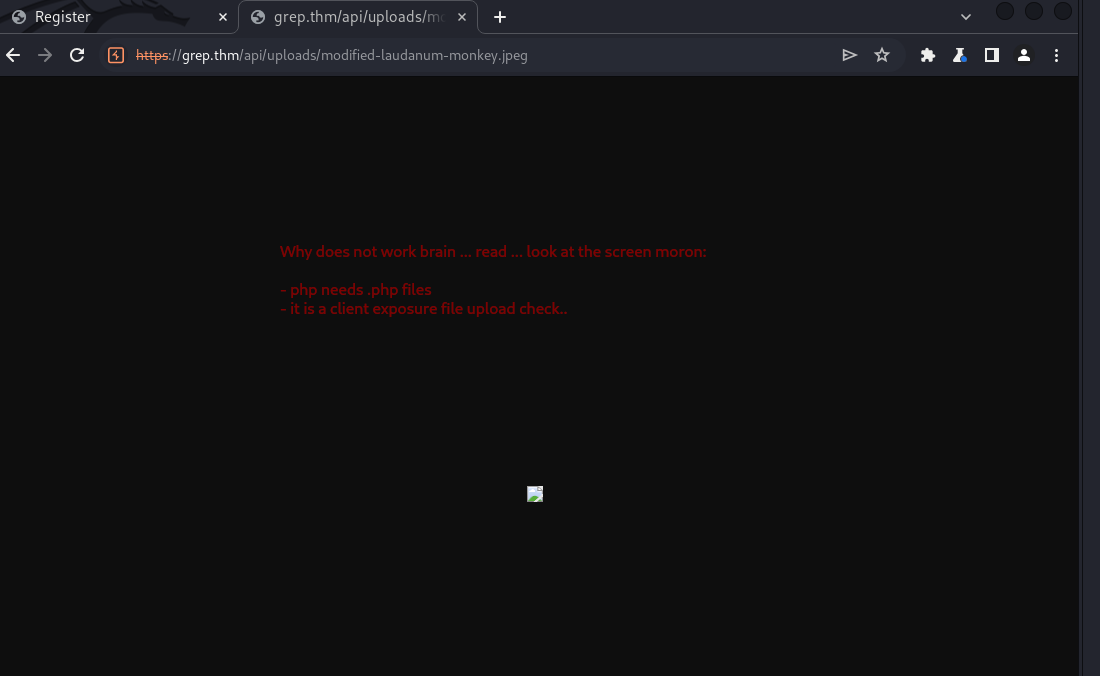 Register
grep.thm/api/uploads/mo
https://grep.thm/api/uploads/modified-laudanum-monkey.jpeg
Why does not work brain ... read ... look at the screen moron:
- php needs .php files
- it is a client exposure file upload check..